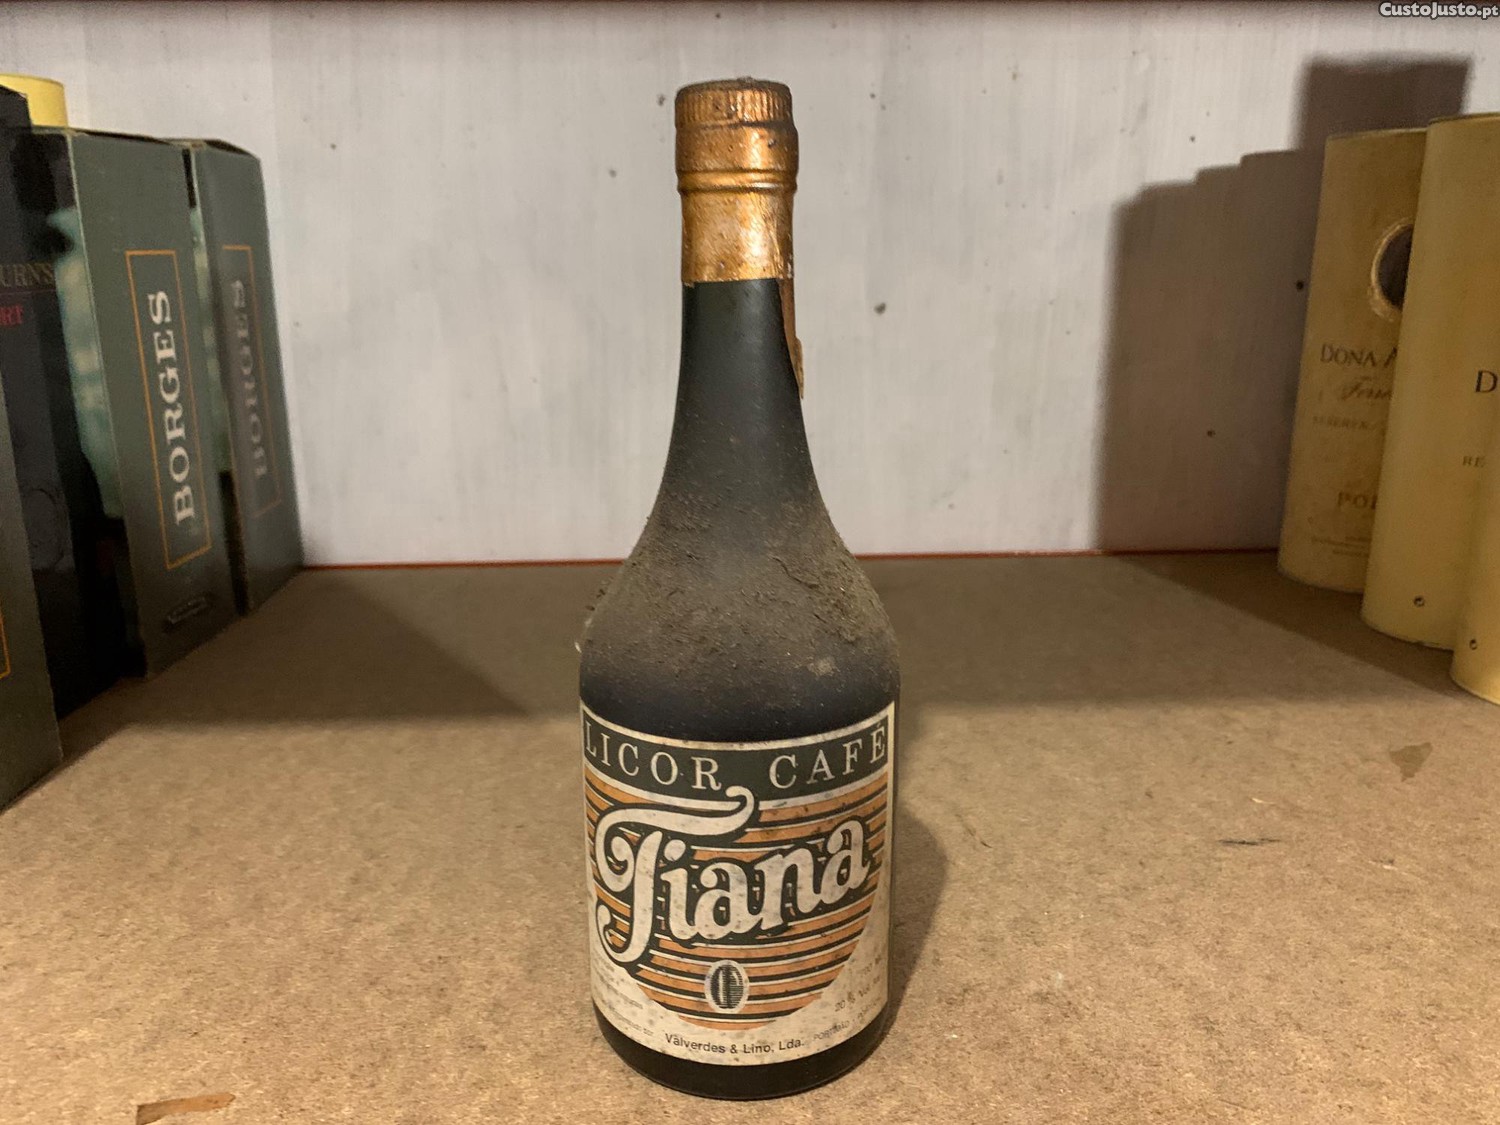 CustoJusto.pt
BORGES
BORGES
DONA
D
LICOR CAFÉ
Tiana
Valverdes & Lino, Lda.